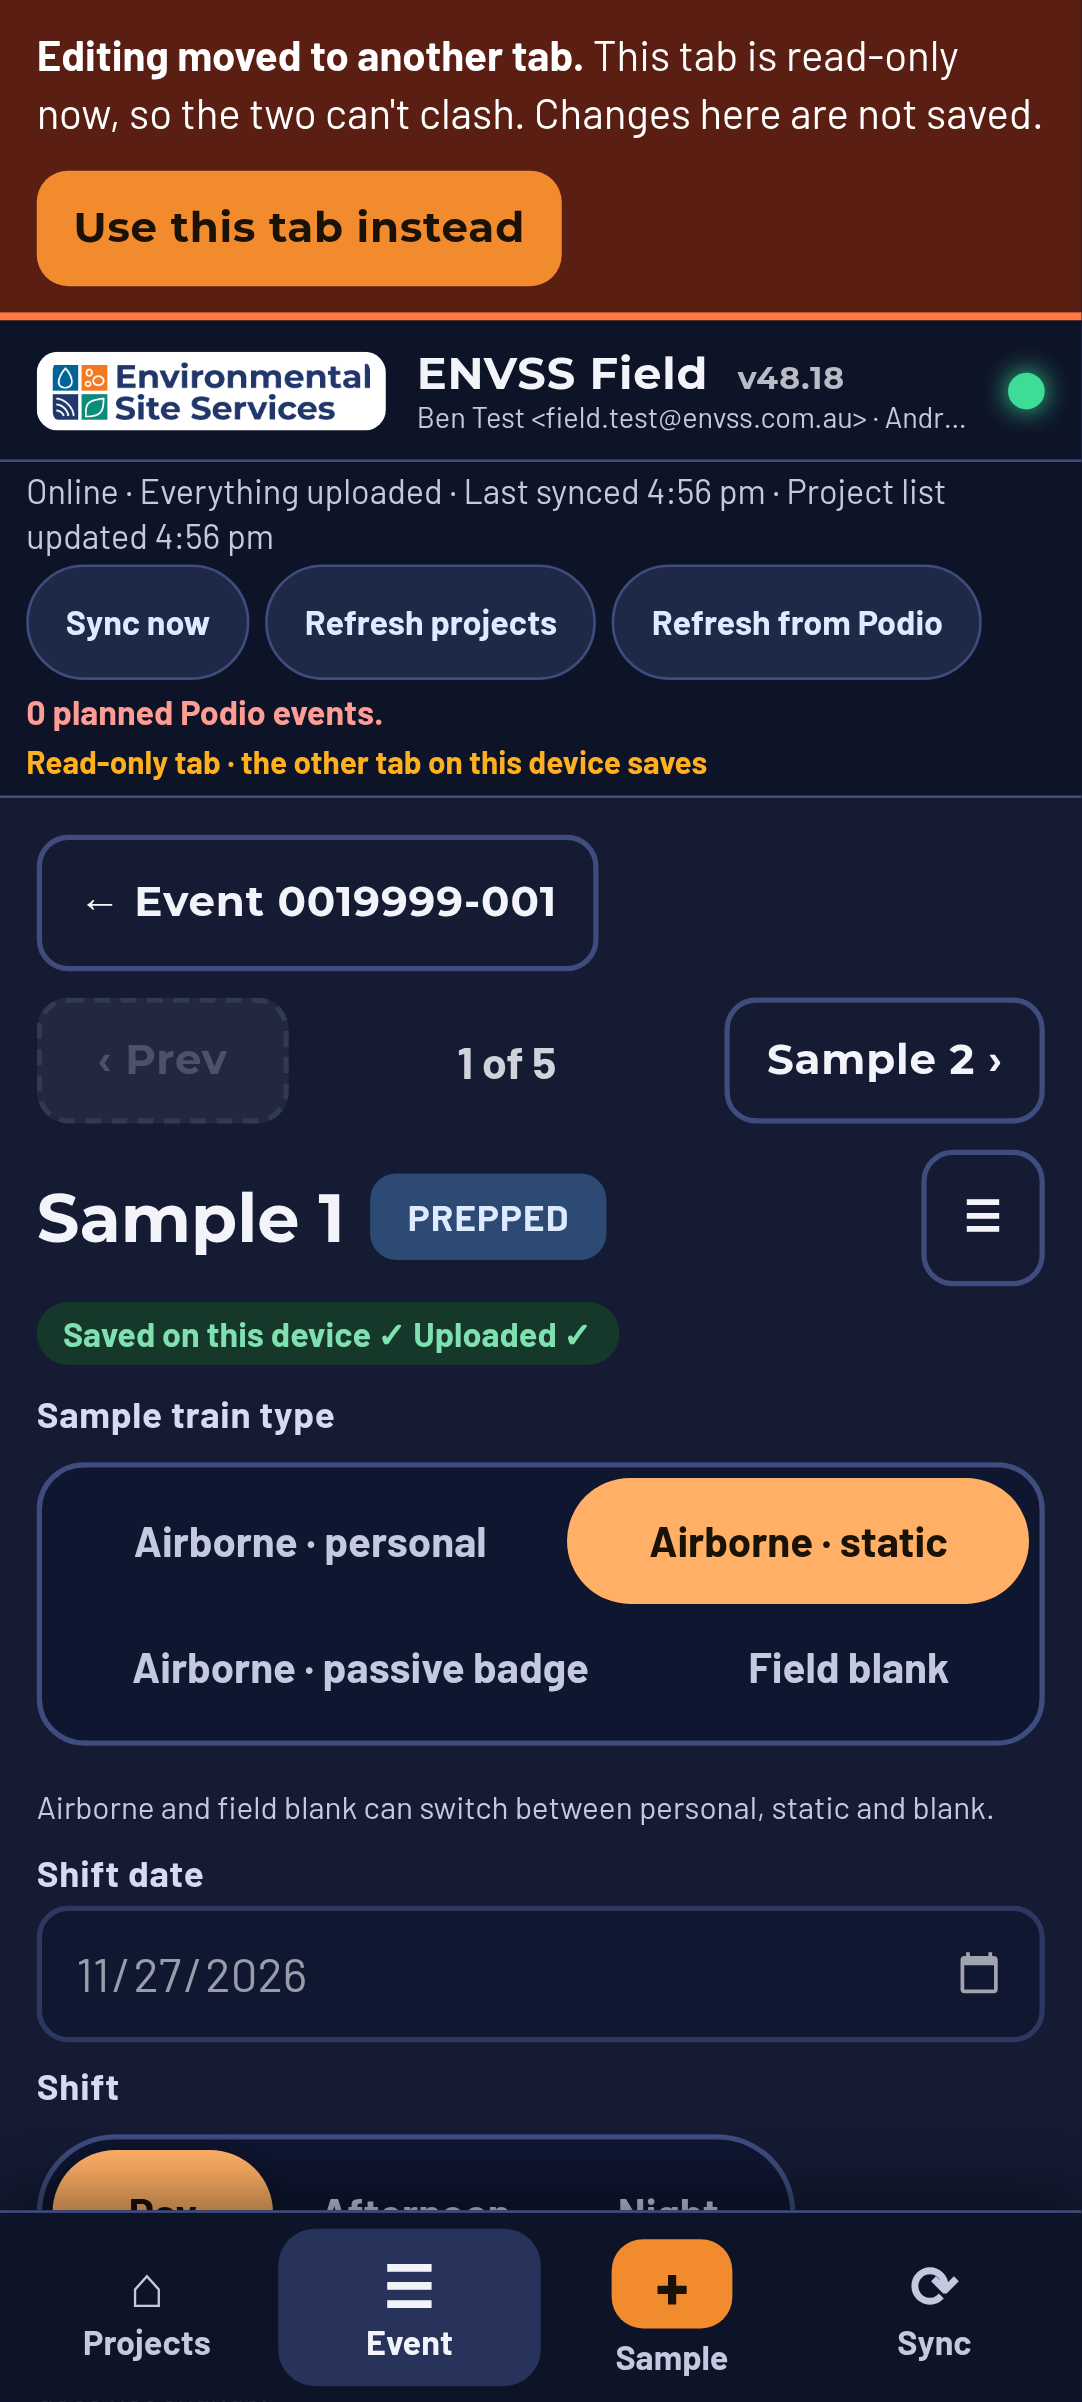 Editing moved to another tab. This tab is read-only
now, so the two can't clash. Changes here are not saved.
Use this tab instead
Environmental
Site Services
ENVSS Field v48.18
Ben Test <field.test@envss.com.au> · Andr...
Online · Everything uploaded · Last synced 4:56 pm · Project list
updated 4:56 pm
Sync now Refresh projects Refresh from Podio
0 planned Podio events.
Read-only tab · the other tab on this device saves
← Event 0019999-001
‹ Prev 1 of 5 Sample 2 ›
Sample 1 PREPPED
Saved on this device ✓ Uploaded ✓
Sample train type
Airborne · personal Airborne · static
Airborne · passive badge Field blank
Airborne and field blank can switch between personal, static and blank.
Shift date
11/27/2026
Shift
Day Afternoon Night
Projects Event Sample Sync